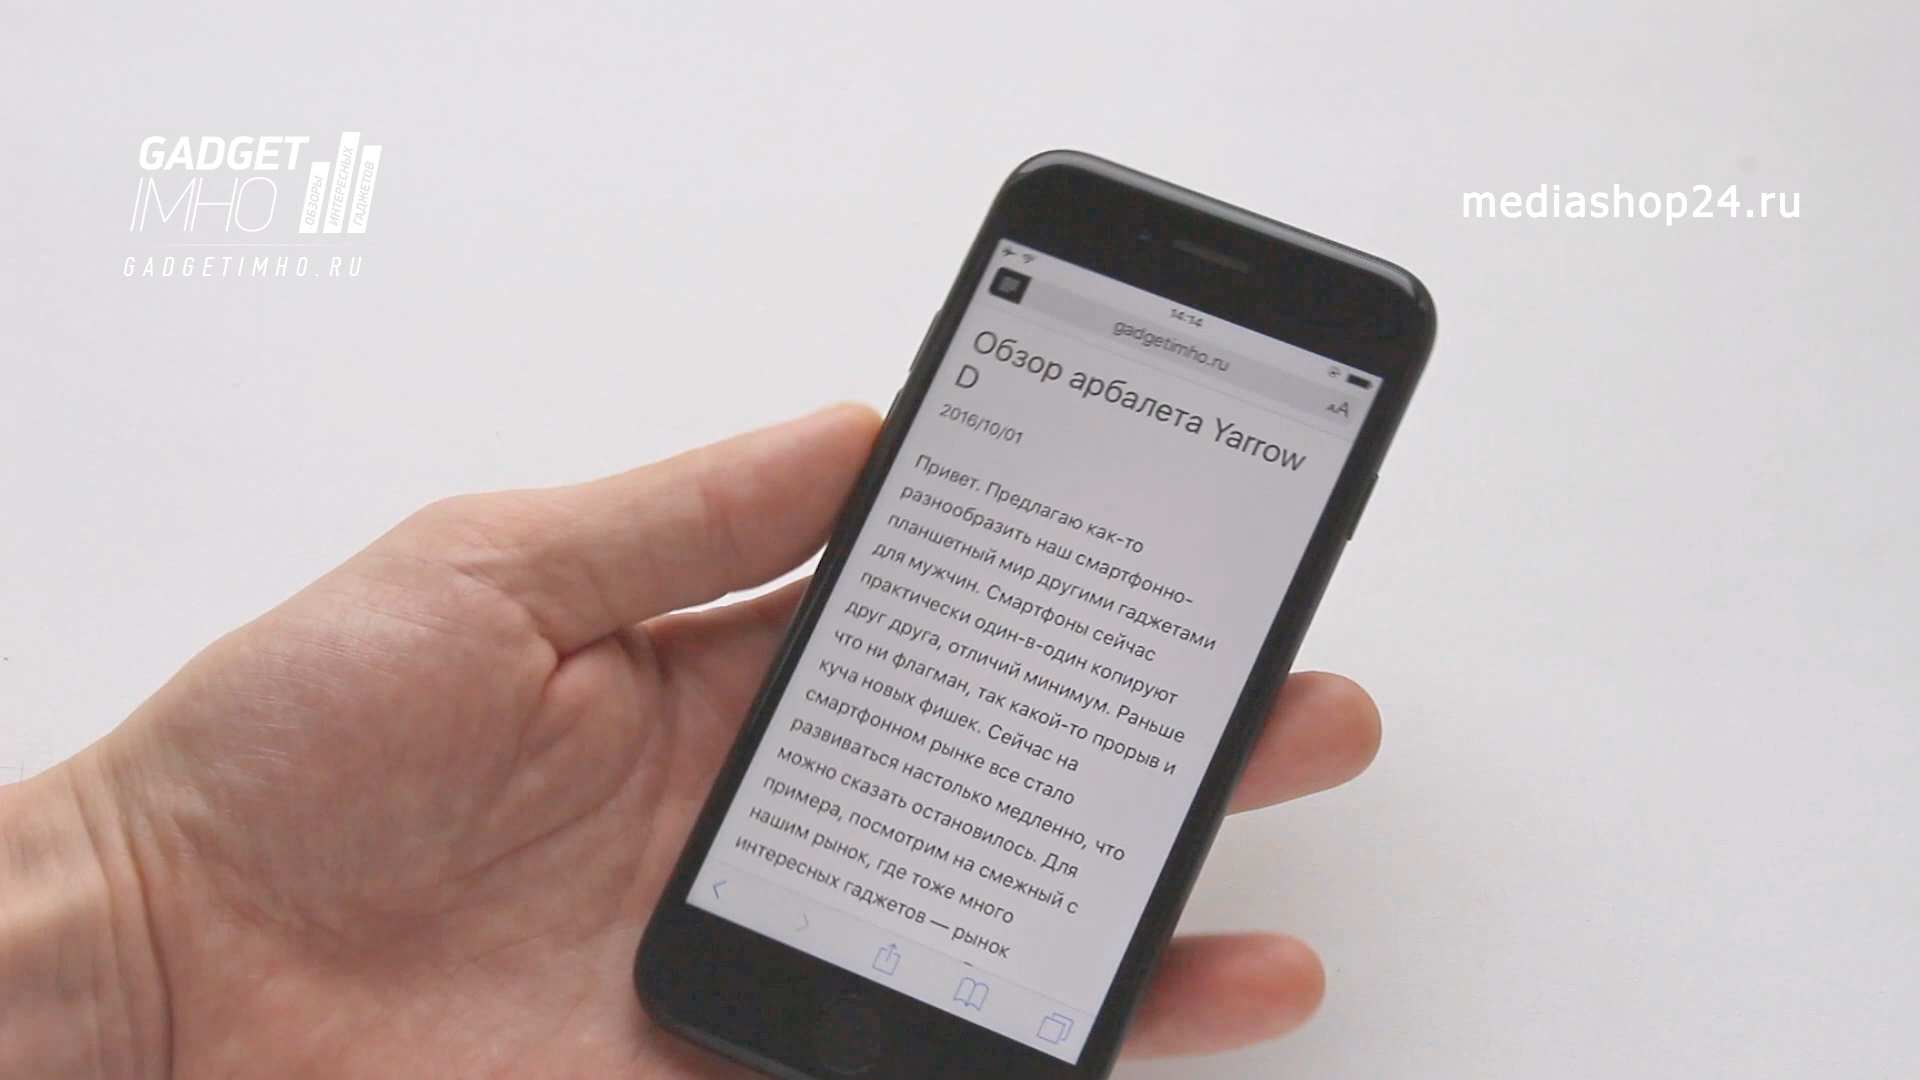 GADGET
IMHO
ОБЗОРЫ
ИНТЕРЕСНЫХ
ГАДЖЕТОВ
GADGETIMHO.RU
mediashop24.ru
14:14
gadgetimho.ru
AA
Обзор арбалета Yarrow
D
2016/10/01
Привет. Предлагаю как-то
разнообразить наш смартфонно-
планшетный мир другими гаджетами
для мужчин. Смартфоны сейчас
практически один-в-один копируют
друг друга, отличий минимум. Раньше
что ни флагман, так какой-то прорыв и
куча новых фишек. Сейчас на
смартфонном рынке все стало
развиваться настолько медленно, что
можно сказать остановилось. Для
примера, посмотрим на смежный с
нашим рынок, где тоже много
интересных гаджетов — рынок